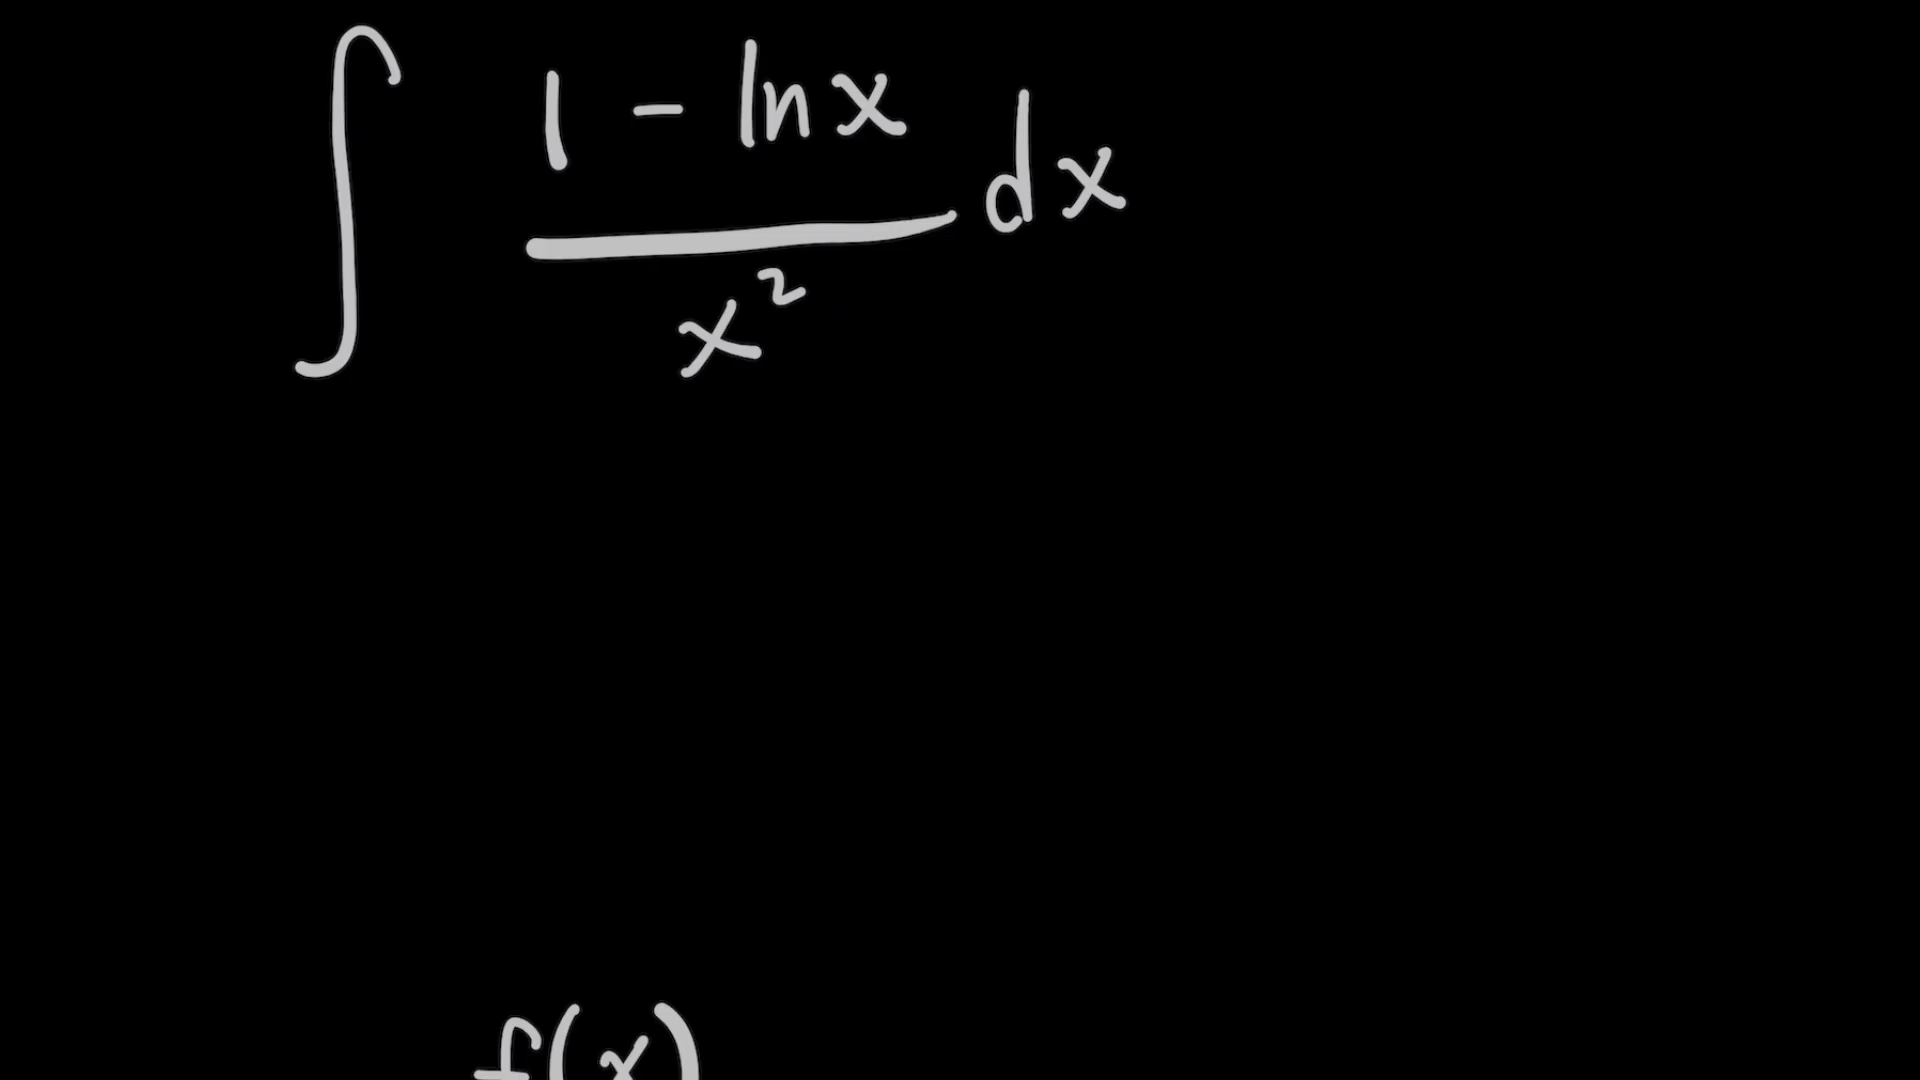 ∫ (1 - ln x)/x² dx
f(x)